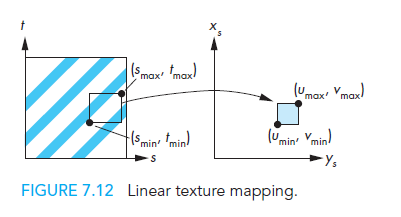 t
x_s
(s_max, t_max)
(u_max, v_max)
(s_min, t_min)
(u_min, v_min)
s
y_s
FIGURE 7.12 Linear texture mapping.